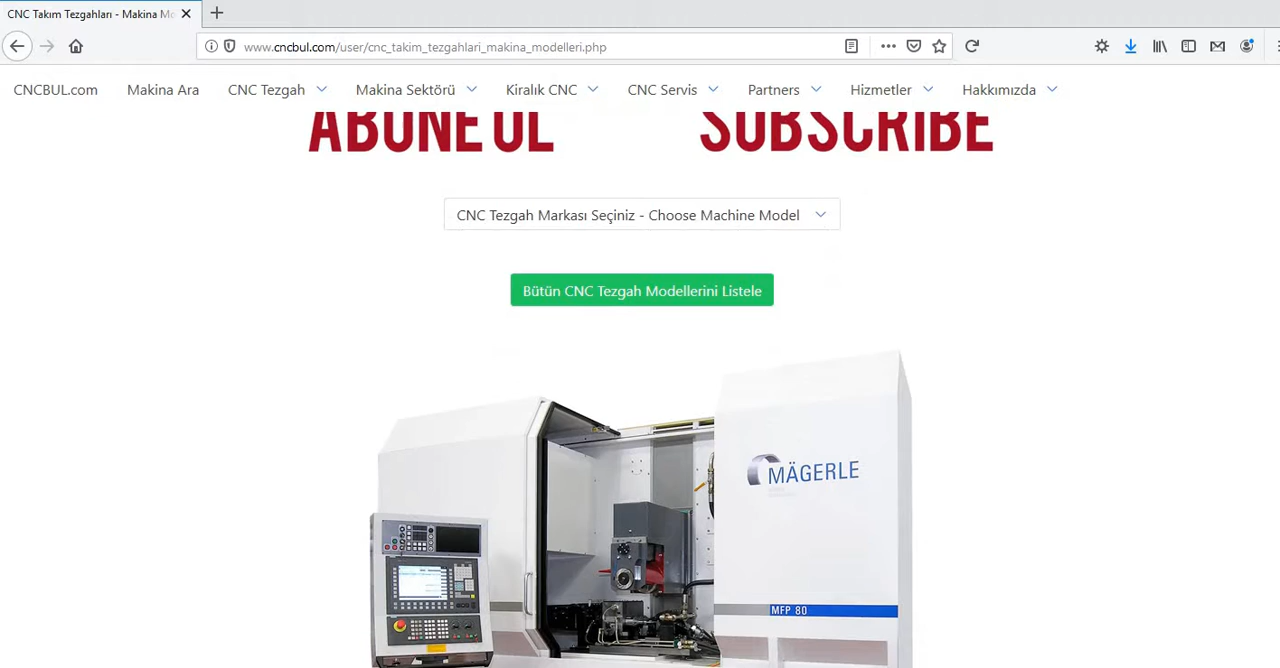 CNC Takım Tezgahları - Makina Mo
www.cncbul.com/user/cnc_takim_tezgahlari_makina_modelleri.php
CNCBUL.com Makina Ara CNC Tezgah Makina Sektörü Kiralık CNC CNC Servis Partners Hizmetler Hakkımızda
ABONE OL SUBSCRIBE
CNC Tezgah Markası Seçiniz - Choose Machine Model
Bütün CNC Tezgah Modellerini Listele
MÄGERLE
MFP 80